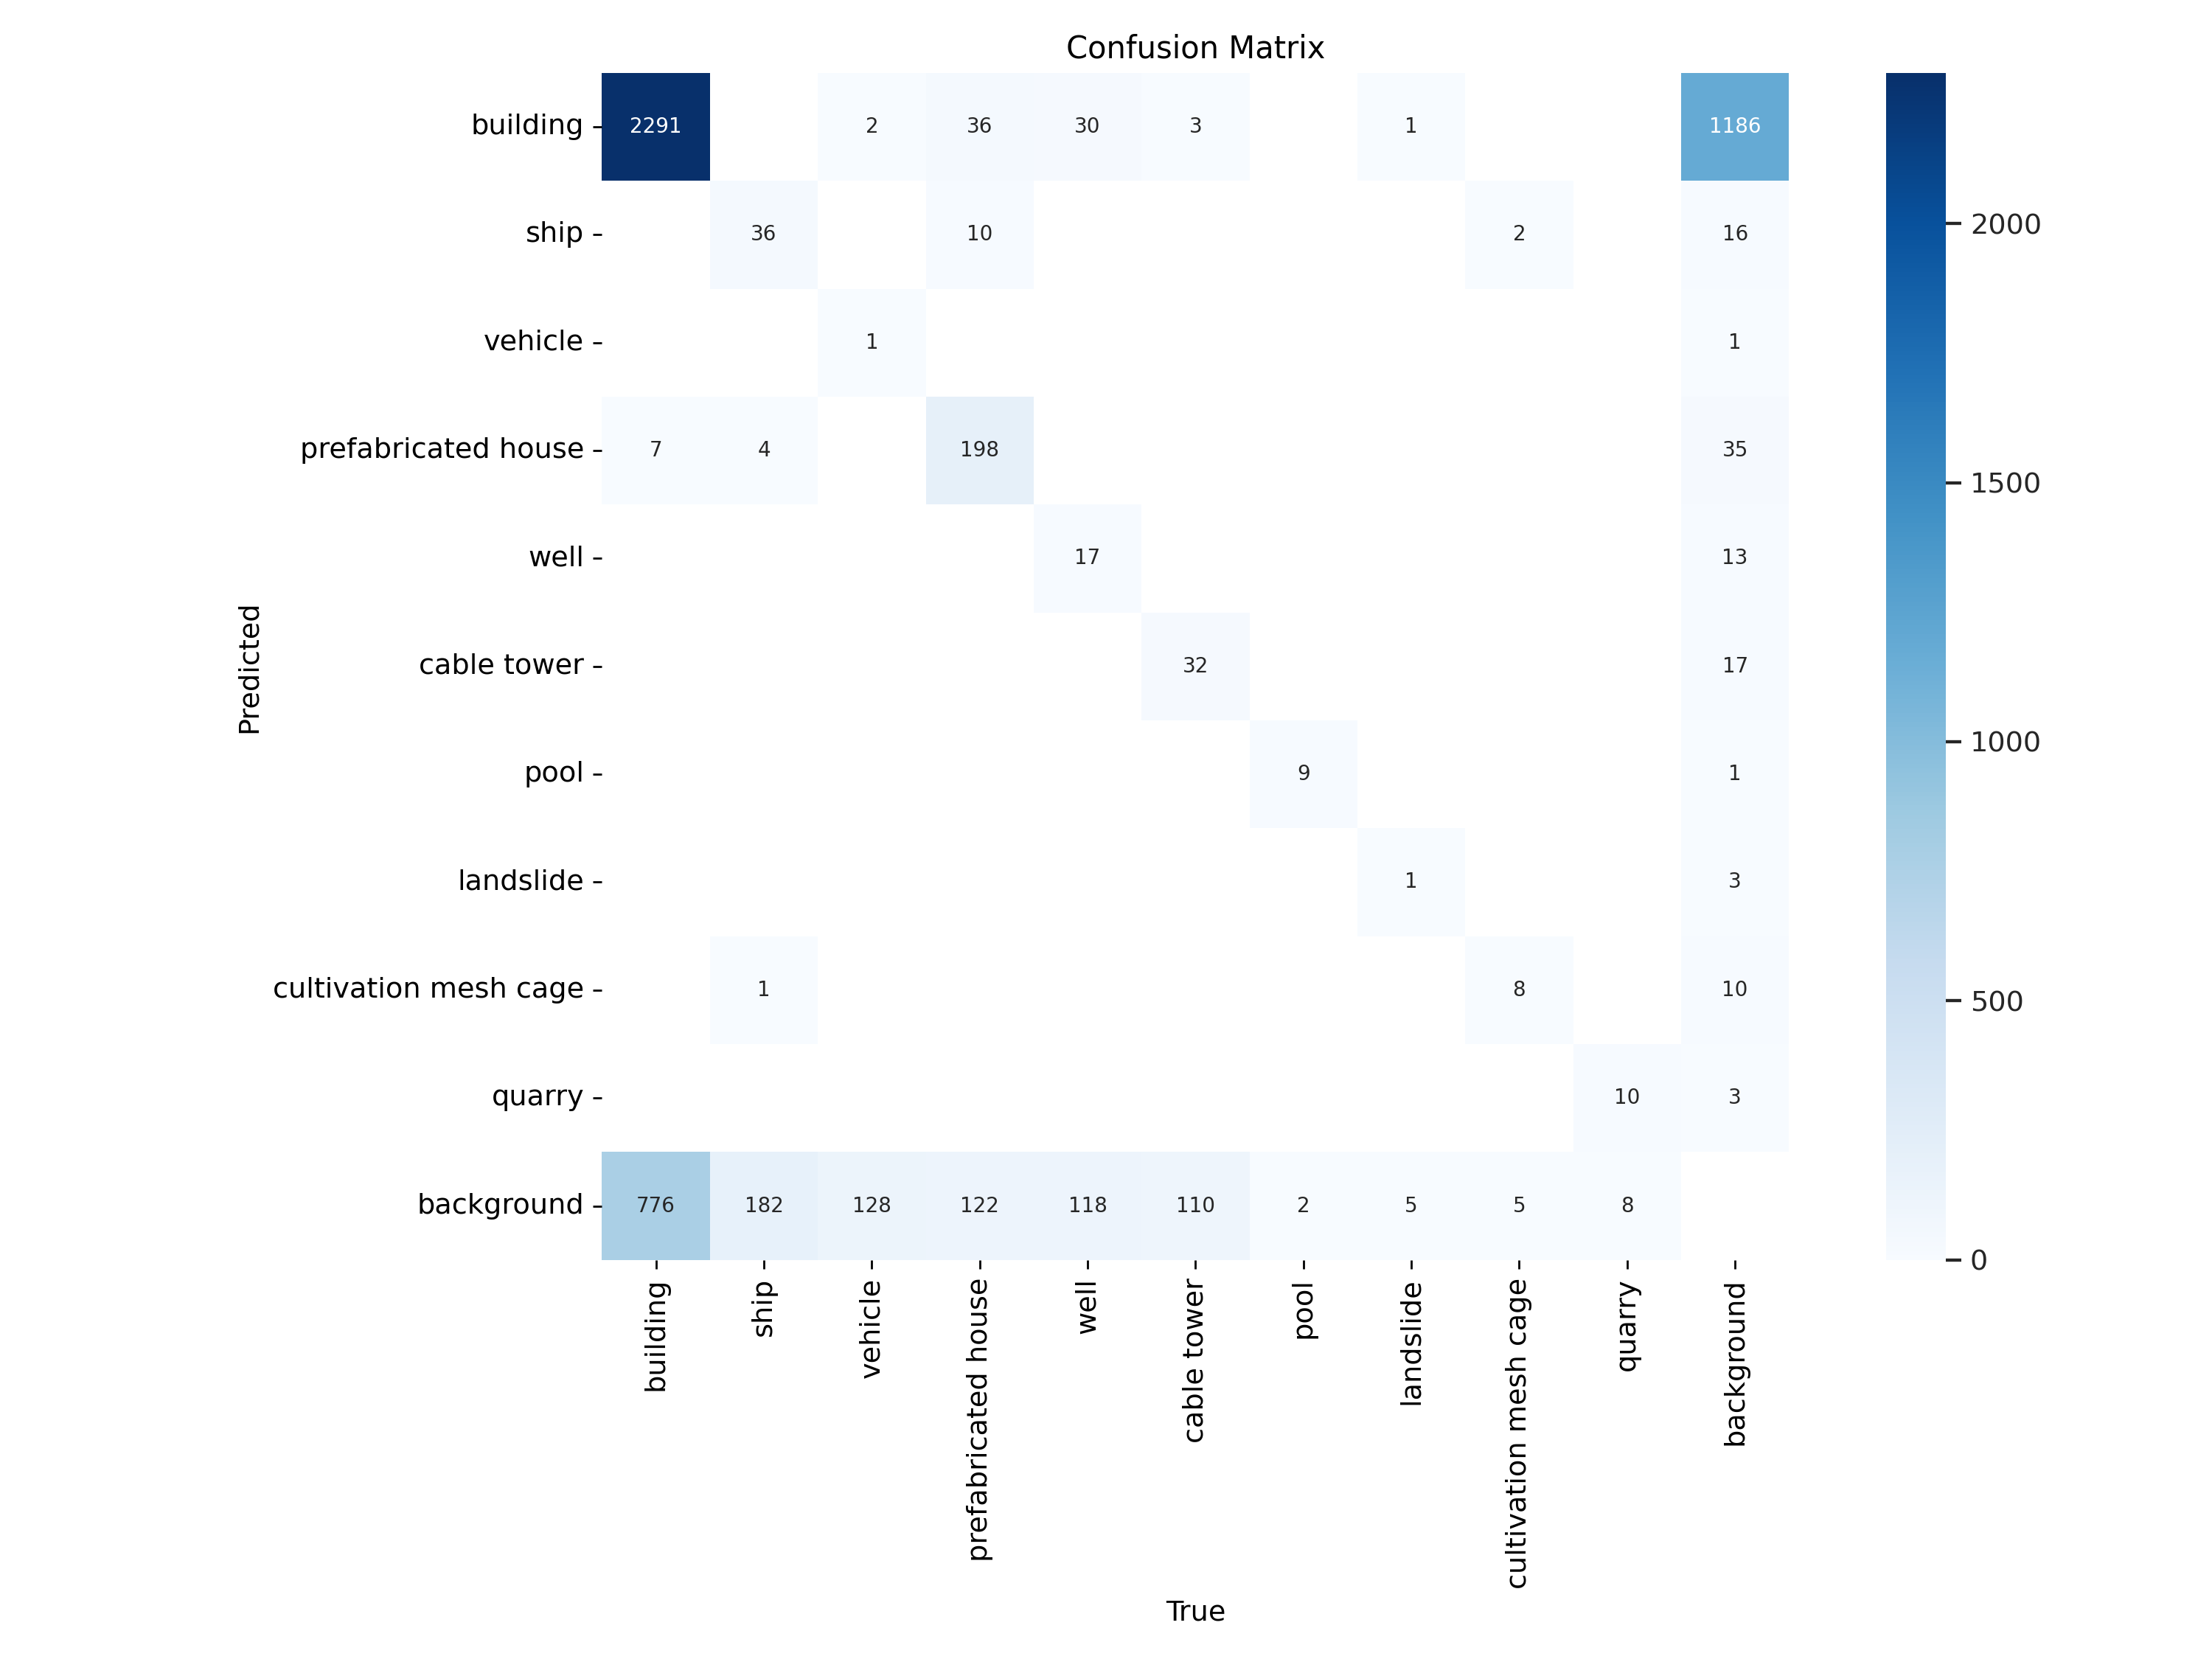 Confusion Matrix
building 2291 2 36 30 3 1 1186
ship 36 10 2 16
vehicle 1 1
prefabricated house 7 4 198 35
well 17 13
cable tower 32 17
pool 9 1
landslide 1 3
cultivation mesh cage 1 8 10
quarry 10 3
background 776 182 128 122 118 110 2 5 5 8
Predicted
building
ship
vehicle
prefabricated house
well
cable tower
pool
landslide
cultivation mesh cage
quarry
background
True
2000
1500
1000
500
0